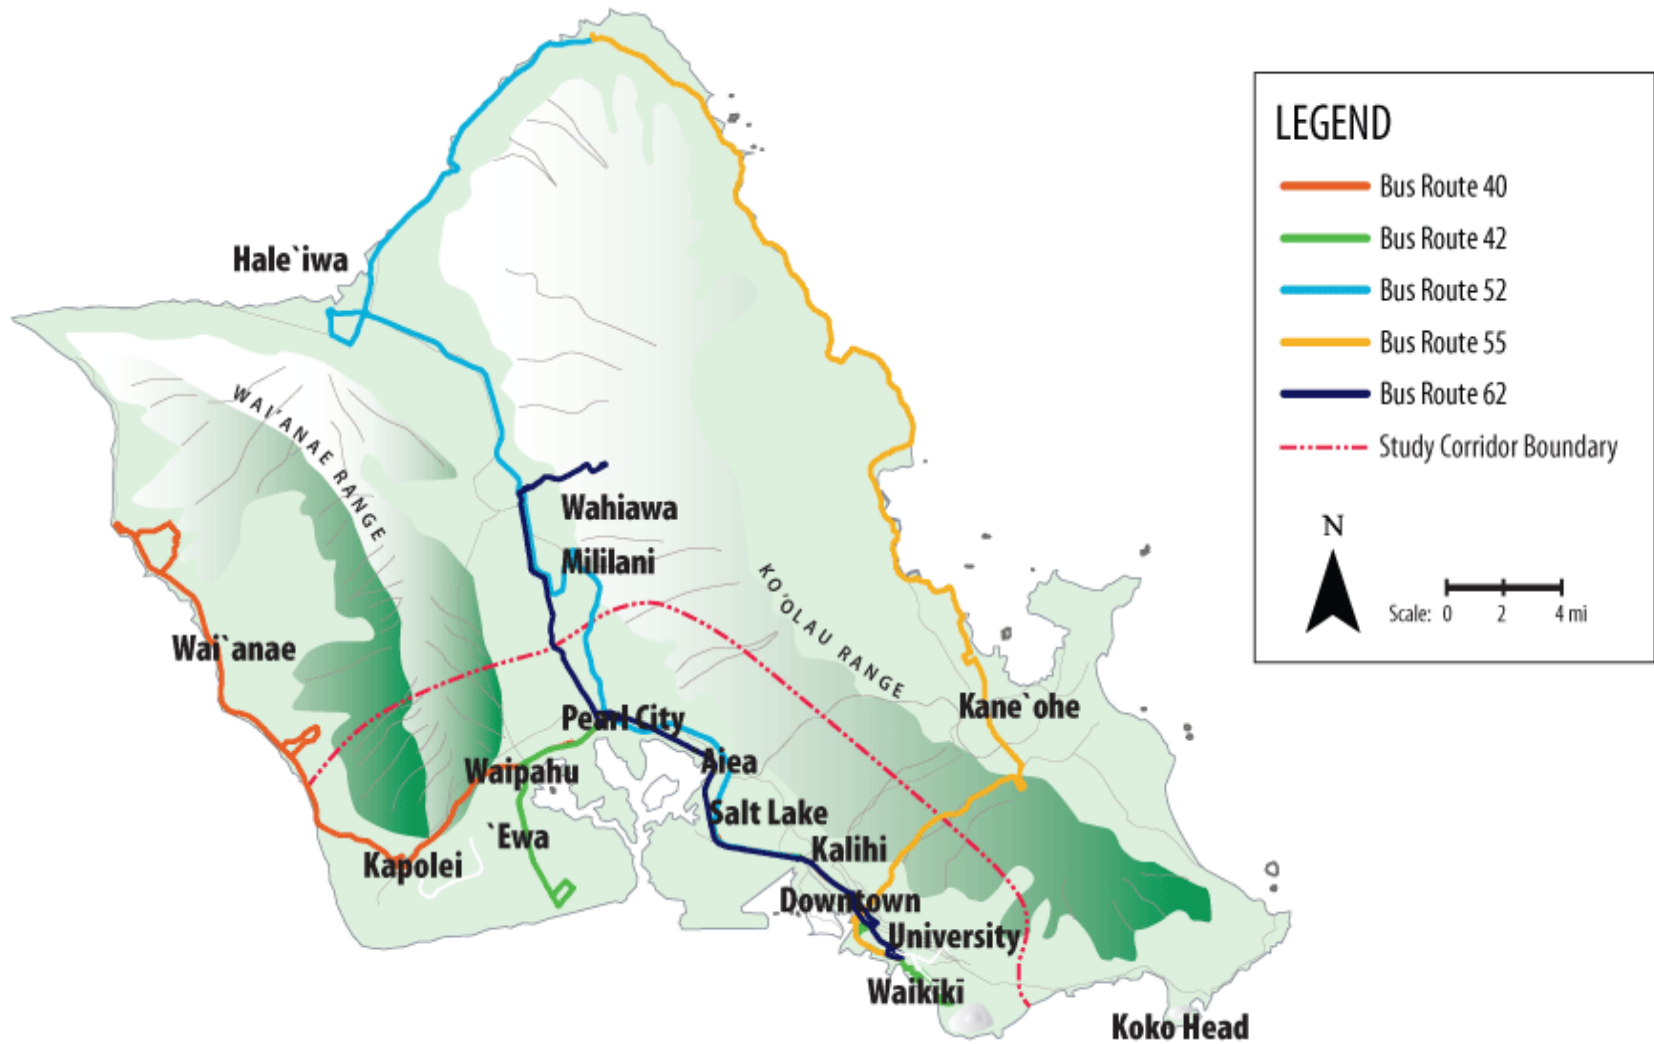 Hale`iwa
WAI'ANAE RANGE
Wahiawa
Mililani
KO'OLAU RANGE
Wai`anae
Kane`ohe
Pearl City
Aiea
Waipahu
Salt Lake
`Ewa
Kalihi
Kapolei
Downtown
University
Waikiki
Koko Head
LEGEND
Bus Route 40
Bus Route 42
Bus Route 52
Bus Route 55
Bus Route 62
Study Corridor Boundary
N
Scale: 0 2 4 mi